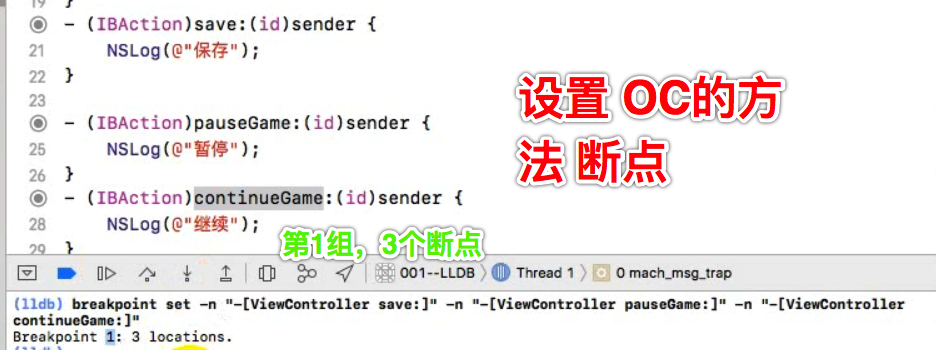 19 }
- (IBAction)save:(id)sender {
21 NSLog(@"保存");
22 }
23
- (IBAction)pauseGame:(id)sender {
25 NSLog(@"暂停");
26 }
- (IBAction)continueGame:(id)sender {
28 NSLog(@"继续");
29 }
设置 OC的方
法 断点
第1组，3个断点
001--LLDB 〉 Thread 1 〉 0 mach_msg_trap
(lldb) breakpoint set -n "-[ViewController save:]" -n "-[ViewController pauseGame:]" -n "-[ViewController
continueGame:]"
Breakpoint 1: 3 locations.
(lldb)